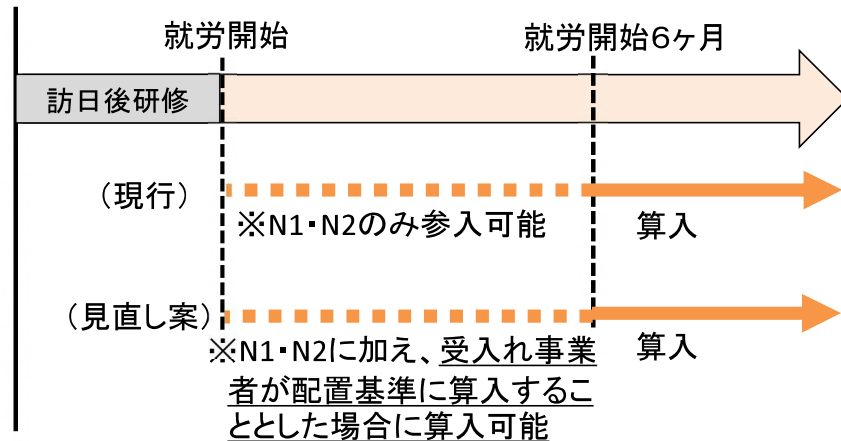 就労開始
就労開始6ヶ月
訪日後研修
（現行）
※N1・N2のみ参入可能
算入
（見直し案）
※N1・N2に加え、受入れ事業
者が配置基準に算入するこ
ととした場合に算入可能
算入